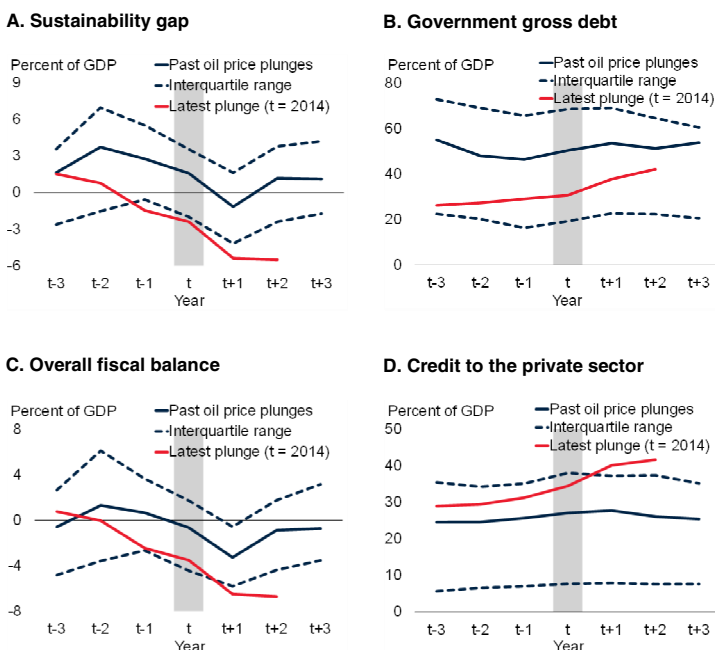 A. Sustainability gap
Percent of GDP
Past oil price plunges
Interquartile range
Latest plunge (t = 2014)
9
6
3
0
-3
-6
t-3 t-2 t-1 t t+1 t+2 t+3
Year
B. Government gross debt
Percent of GDP
Past oil price plunges
Interquartile range
Latest plunge (t = 2014)
80
60
40
20
0
t-3 t-2 t-1 t t+1 t+2 t+3
Year
C. Overall fiscal balance
Percent of GDP
Past oil price plunges
Interquartile range
Latest plunge (t = 2014)
8
4
0
-4
-8
t-3 t-2 t-1 t t+1 t+2 t+3
Year
D. Credit to the private sector
Percent of GDP
Past oil price plunges
Interquartile range
Latest plunge (t = 2014)
50
40
30
20
10
0
t-3 t-2 t-1 t t+1 t+2 t+3
Year